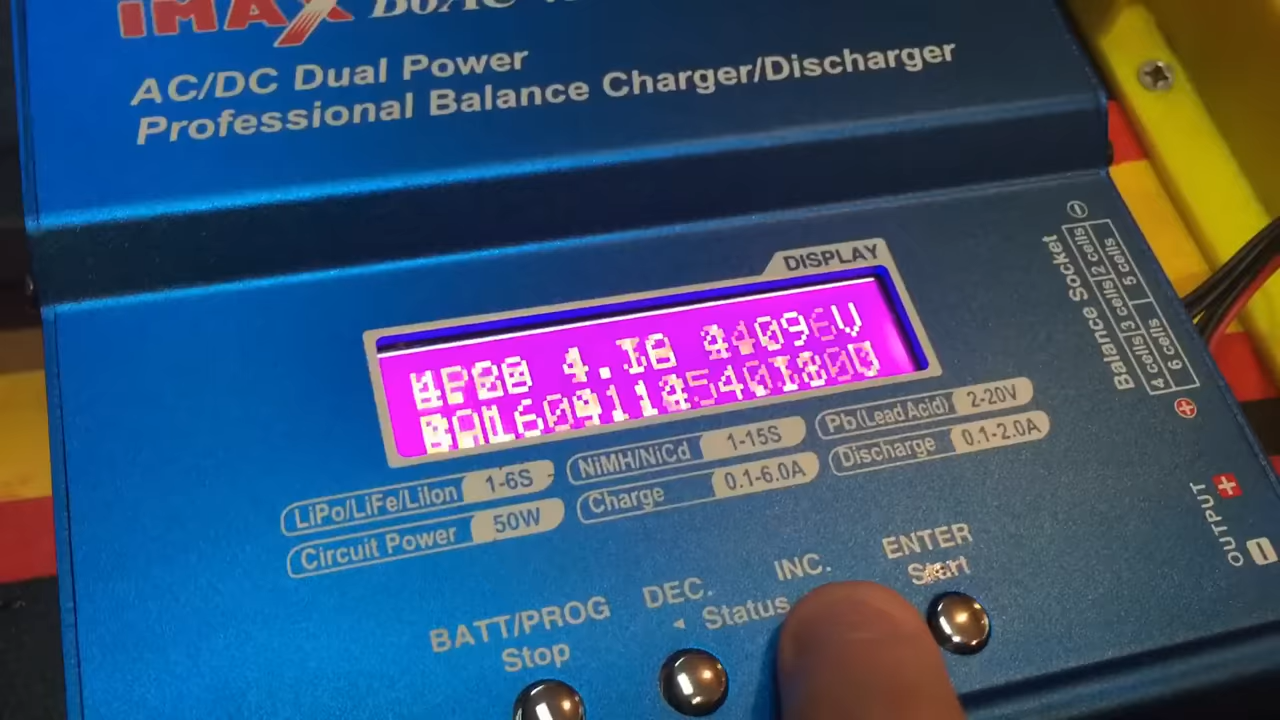 iMAX B6AC
AC/DC Dual Power
Professional Balance Charger/Discharger
DISPLAY
LiPo/LiFe/LiIon 1-6S
NiMH/NiCd 1-15S
Pb(Lead Acid) 2-20V
Circuit Power 50W
Charge 0.1-6.0A
Discharge 0.1-2.0A
Balance Socket
2 cells
3 cells
4 cells
5 cells
6 cells
OUTPUT
BATT/PROG
Stop
DEC.
◄ Status
INC.
ENTER
Start